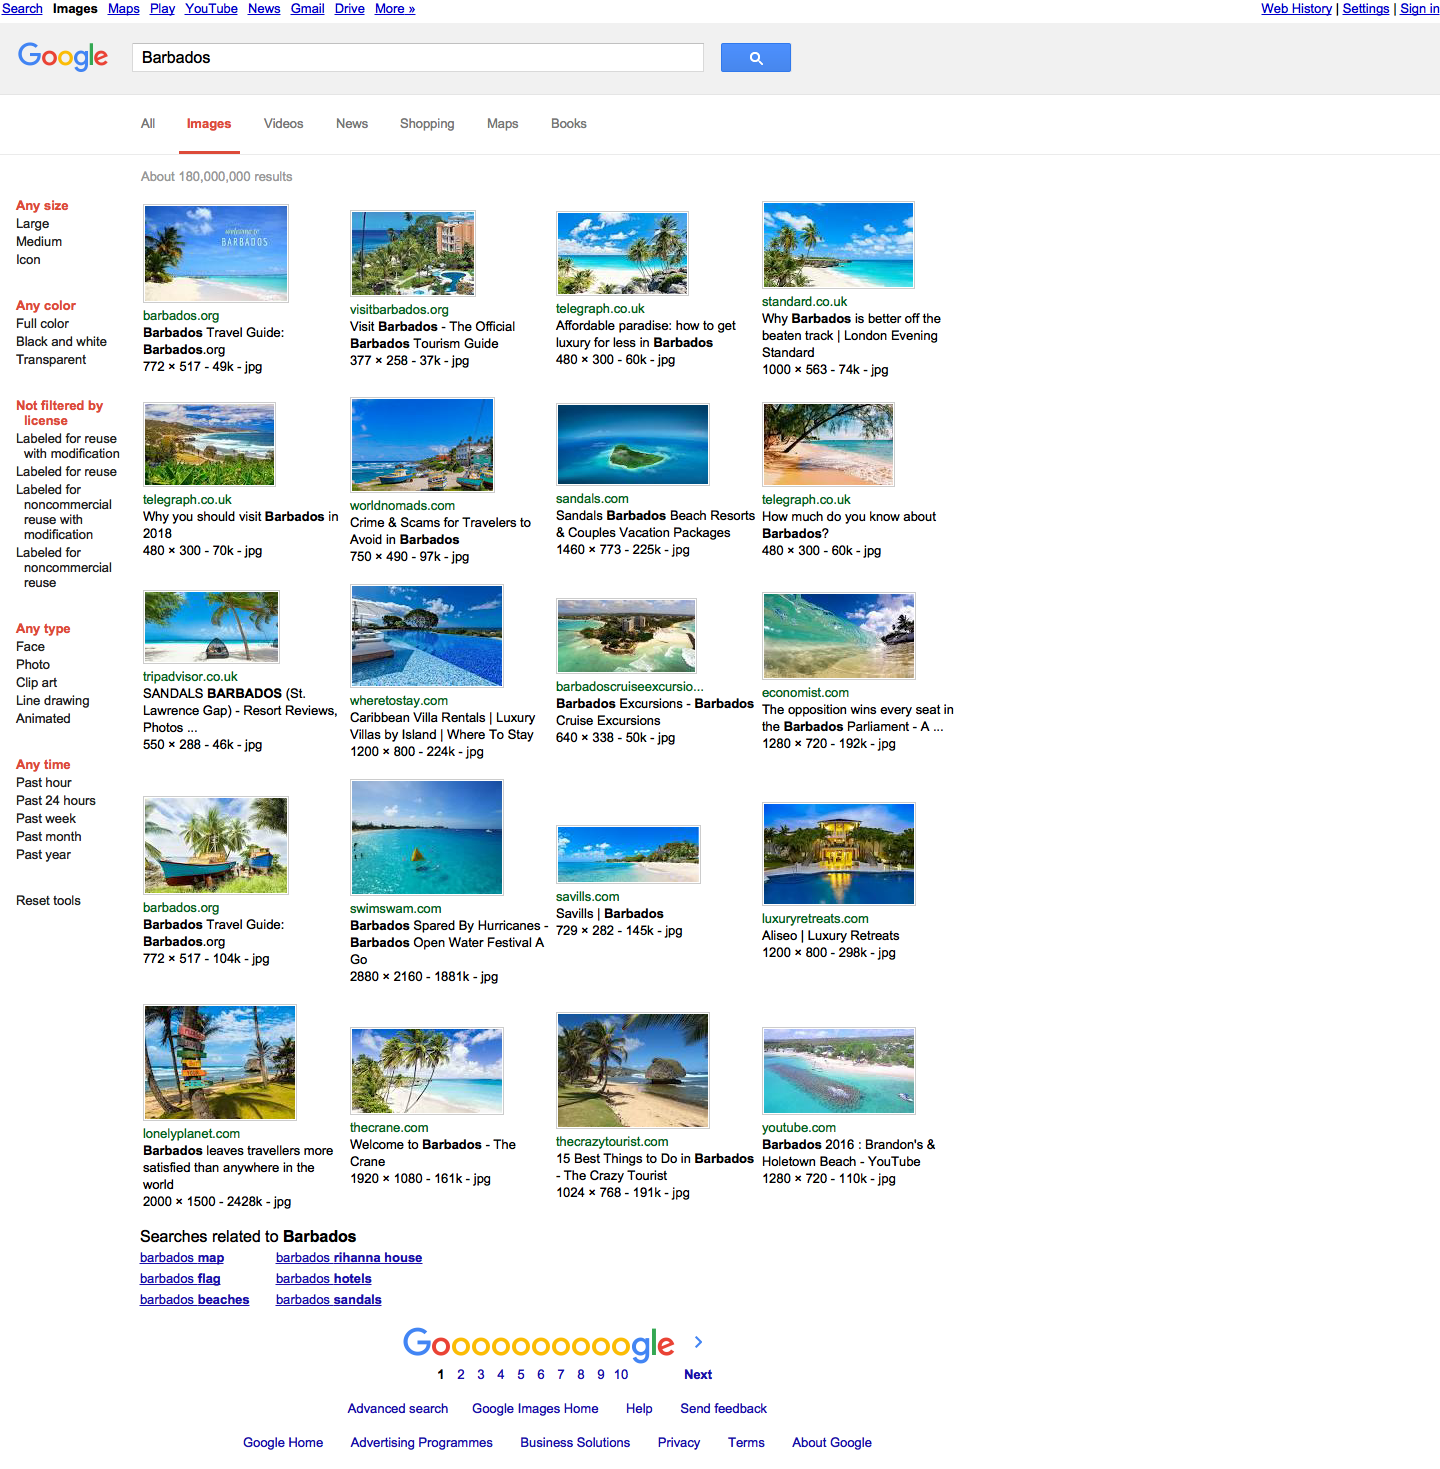 Search Images Maps Play YouTube News Gmail Drive More »
Web History | Settings | Sign in
Google
Barbados
All Images Videos News Shopping Maps Books
About 180,000,000 results
Any size
Large
Medium
Icon
Any color
Full color
Black and white
Transparent
Not filtered by
license
Labeled for reuse
with modification
Labeled for reuse
Labeled for
noncommercial
reuse with
modification
Labeled for
noncommercial
reuse
Any type
Face
Photo
Clip art
Line drawing
Animated
Any time
Past hour
Past 24 hours
Past week
Past month
Past year
Reset tools
welcome to
BARBADOS
barbados.org
Barbados Travel Guide:
Barbados.org
772 × 517 - 49k - jpg
visitbarbados.org
Visit Barbados - The Official
Barbados Tourism Guide
377 × 258 - 37k - jpg
telegraph.co.uk
Affordable paradise: how to get
luxury for less in Barbados
480 × 300 - 60k - jpg
standard.co.uk
Why Barbados is better off the
beaten track | London Evening
Standard
1000 × 563 - 74k - jpg
telegraph.co.uk
Why you should visit Barbados in
2018
480 × 300 - 70k - jpg
worldnomads.com
Crime & Scams for Travelers to
Avoid in Barbados
750 × 490 - 97k - jpg
sandals.com
Sandals Barbados Beach Resorts
& Couples Vacation Packages
1460 × 773 - 225k - jpg
telegraph.co.uk
How much do you know about
Barbados?
480 × 300 - 60k - jpg
tripadvisor.co.uk
SANDALS BARBADOS (St.
Lawrence Gap) - Resort Reviews,
Photos ...
550 × 288 - 46k - jpg
wheretostay.com
Caribbean Villa Rentals | Luxury
Villas by Island | Where To Stay
1200 × 800 - 224k - jpg
barbadoscruiseexcursio...
Barbados Excursions - Barbados
Cruise Excursions
640 × 338 - 50k - jpg
economist.com
The opposition wins every seat in
the Barbados Parliament - A ...
1280 × 720 - 192k - jpg
barbados.org
Barbados Travel Guide:
Barbados.org
772 × 517 - 104k - jpg
swimswam.com
Barbados Spared By Hurricanes -
Barbados Open Water Festival A
Go
2880 × 2160 - 1881k - jpg
savills.com
Savills | Barbados
729 × 282 - 145k - jpg
luxuryretreats.com
Aliseo | Luxury Retreats
1200 × 800 - 298k - jpg
lonelyplanet.com
Barbados leaves travellers more
satisfied than anywhere in the
world
2000 × 1500 - 2428k - jpg
thecrane.com
Welcome to Barbados - The
Crane
1920 × 1080 - 161k - jpg
thecrazytourist.com
15 Best Things to Do in Barbados
- The Crazy Tourist
1024 × 768 - 191k - jpg
youtube.com
Barbados 2016 : Brandon's &
Holetown Beach - YouTube
1280 × 720 - 110k - jpg
Searches related to Barbados
barbados map barbados rihanna house
barbados flag barbados hotels
barbados beaches barbados sandals
Goooooooooogle >
1 2 3 4 5 6 7 8 9 10 Next
Advanced search Google Images Home Help Send feedback
Google Home Advertising Programmes Business Solutions Privacy Terms About Google